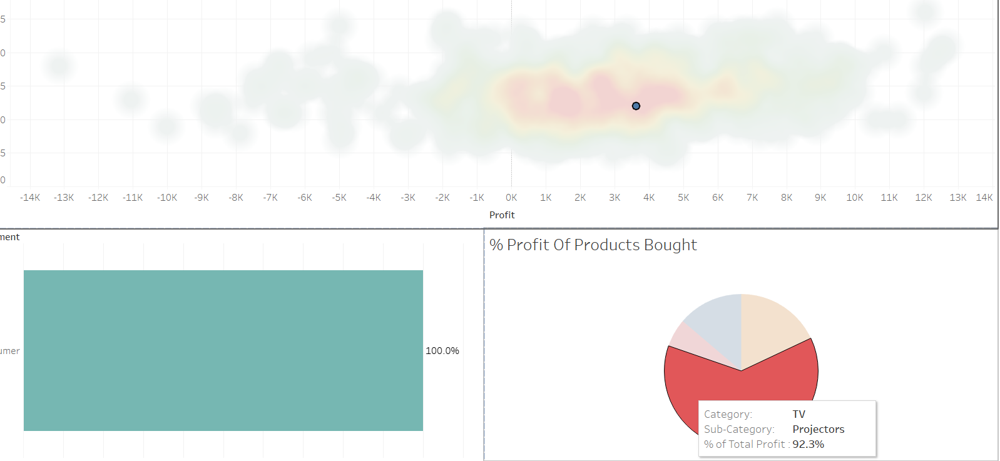 5
0
5
0
5
0
-14K -13K -12K -11K -10K -9K -8K -7K -6K -5K -4K -3K -2K -1K 0K 1K 2K 3K 4K 5K 6K 7K 8K 9K 10K 11K 12K 13K 14K
Profit
ment
% Profit Of Products Bought
umer
100.0%
Category: TV
Sub-Category: Projectors
% of Total Profit : 92.3%